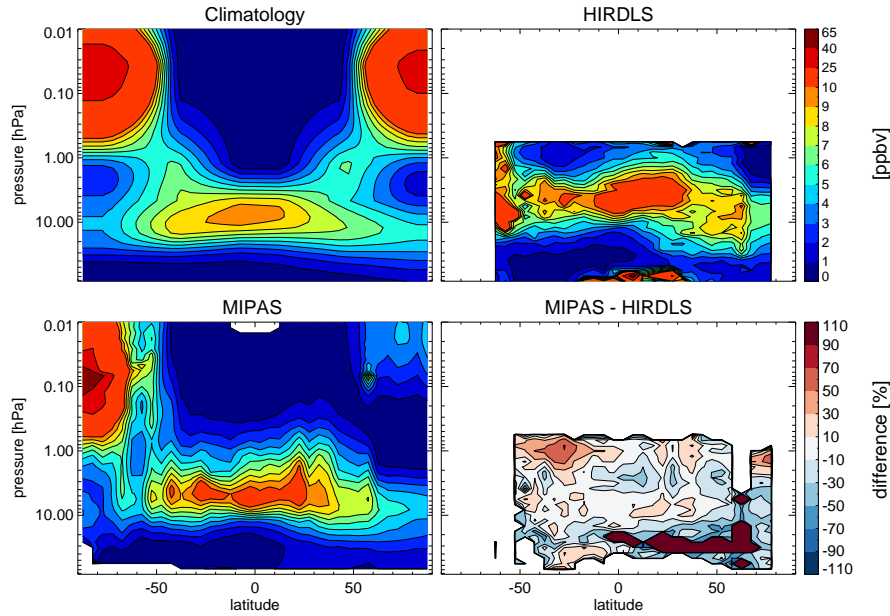 Climatology
HIRDLS
0.01
0.10
1.00
10.00
pressure [hPa]
65
40
25
10
9
8
7
6
5
4
3
2
1
0
[ppbv]
MIPAS
MIPAS - HIRDLS
0.01
0.10
1.00
10.00
pressure [hPa]
110
90
70
50
30
10
-10
-30
-50
-70
-90
-110
difference [%]
-50 0 50
-50 0 50
latitude
latitude